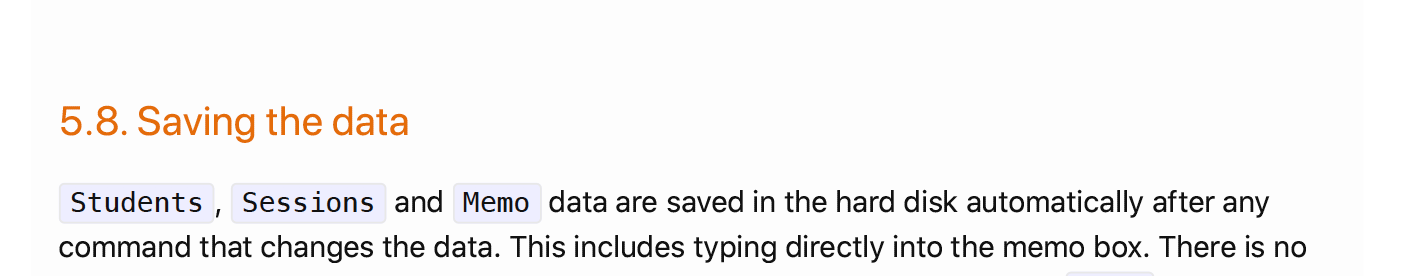 5.8. Saving the data
Students, Sessions and Memo data are saved in the hard disk automatically after any
command that changes the data. This includes typing directly into the memo box. There is no